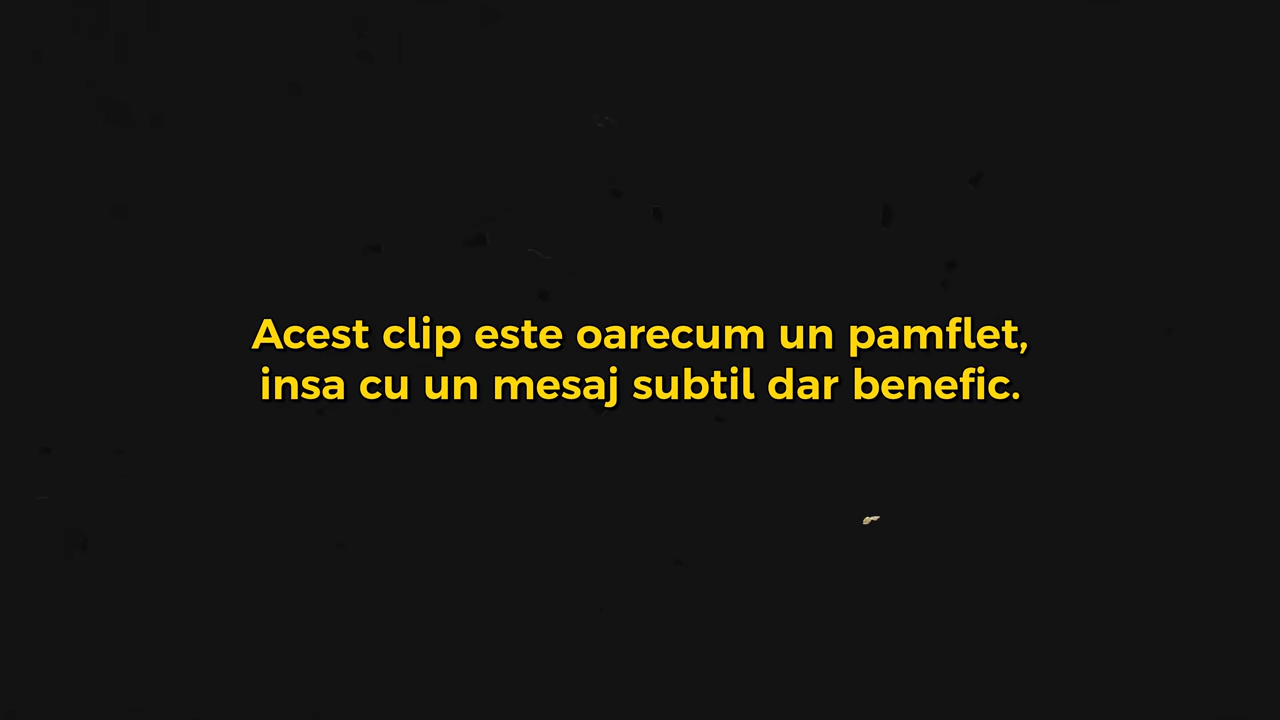 Acest clip este oarecum un pamflet,
insa cu un mesaj subtil dar benefic.